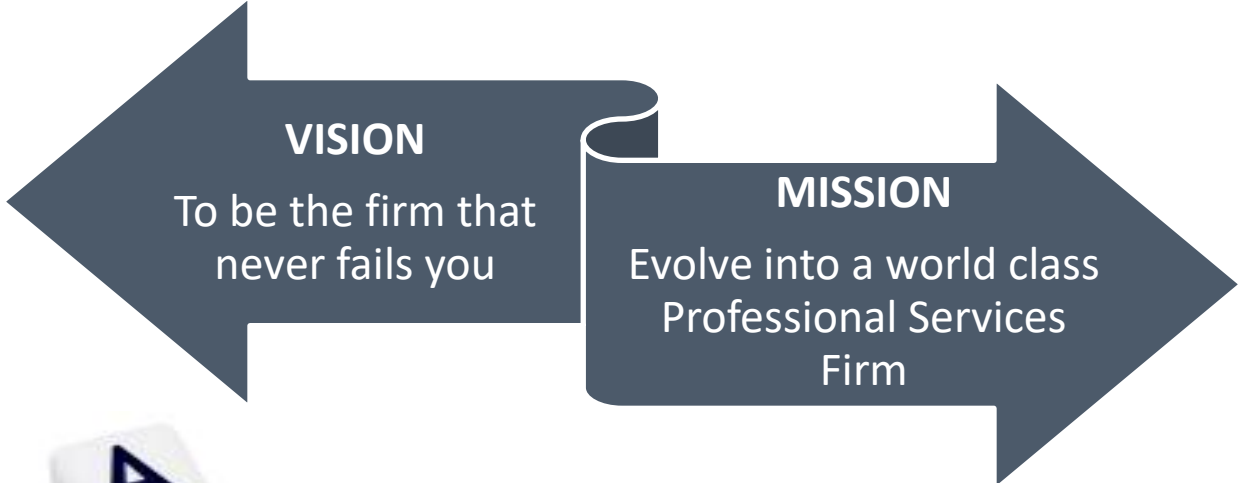 VISION
To be the firm that
never fails you
MISSION
Evolve into a world class
Professional Services
Firm